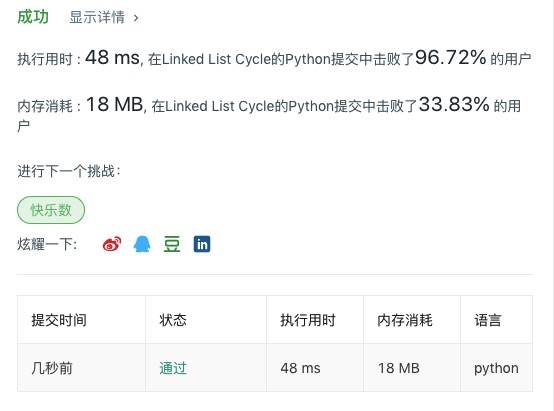 成功 显示详情 ›
执行用时 : 48 ms, 在Linked List Cycle的Python提交中击败了96.72% 的用户
内存消耗 : 18 MB, 在Linked List Cycle的Python提交中击败了33.83% 的用
户
进行下一个挑战：
快乐数
炫耀一下:
豆
in
提交时间 状态 执行用时 内存消耗 语言
几秒前 通过 48 ms 18 MB python